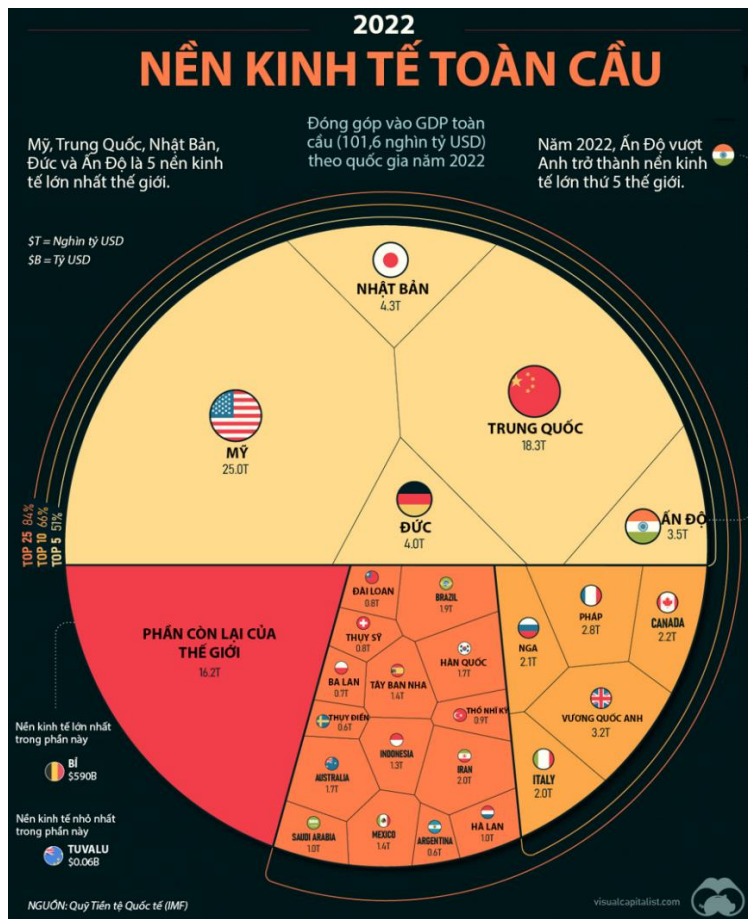 2022
NỀN KINH TẾ TOÀN CẦU
Mỹ, Trung Quốc, Nhật Bản,
Đức và Ấn Độ là 5 nền kinh
tế lớn nhất thế giới.
Đóng góp vào GDP toàn
cầu (101,6 nghìn tỷ USD)
theo quốc gia năm 2022
Năm 2022, Ấn Độ vượt
Anh trở thành nền kinh
tế lớn thứ 5 thế giới.
$T = Nghìn tỷ USD
$B = Tỷ USD
NHẬT BẢN
4.3T
MỸ
25.0T
TRUNG QUỐC
18.3T
ĐỨC
4.0T
ẤN ĐỘ
3.5T
TOP 25 84%
TOP 10 66%
TOP 5 51%
PHẦN CÒN LẠI CỦA
THẾ GIỚI
16.2T
ĐÀI LOAN
0.8T
BRAZIL
1.9T
THỤY SỸ
0.8T
HÀN QUỐC
1.7T
BA LAN
0.7T
TÂY BAN NHA
1.4T
THỔ NHĨ KỲ
0.9T
THỤY ĐIỂN
0.6T
INDONESIA
1.3T
IRAN
2.0T
AUSTRALIA
1.7T
SAUDI ARABIA
1.0T
MEXICO
1.4T
ARGENTINA
0.6T
HÀ LAN
1.0T
PHÁP
2.8T
CANADA
2.2T
NGA
2.1T
VƯƠNG QUỐC ANH
3.2T
ITALY
2.0T
Nền kinh tế lớn nhất
trong phần này
BỈ
$590B
Nền kinh tế nhỏ nhất
trong phần này
TUVALU
$0.06B
NGUỒN: Quỹ Tiền tệ Quốc tế (IMF)
visualcapitalist.com